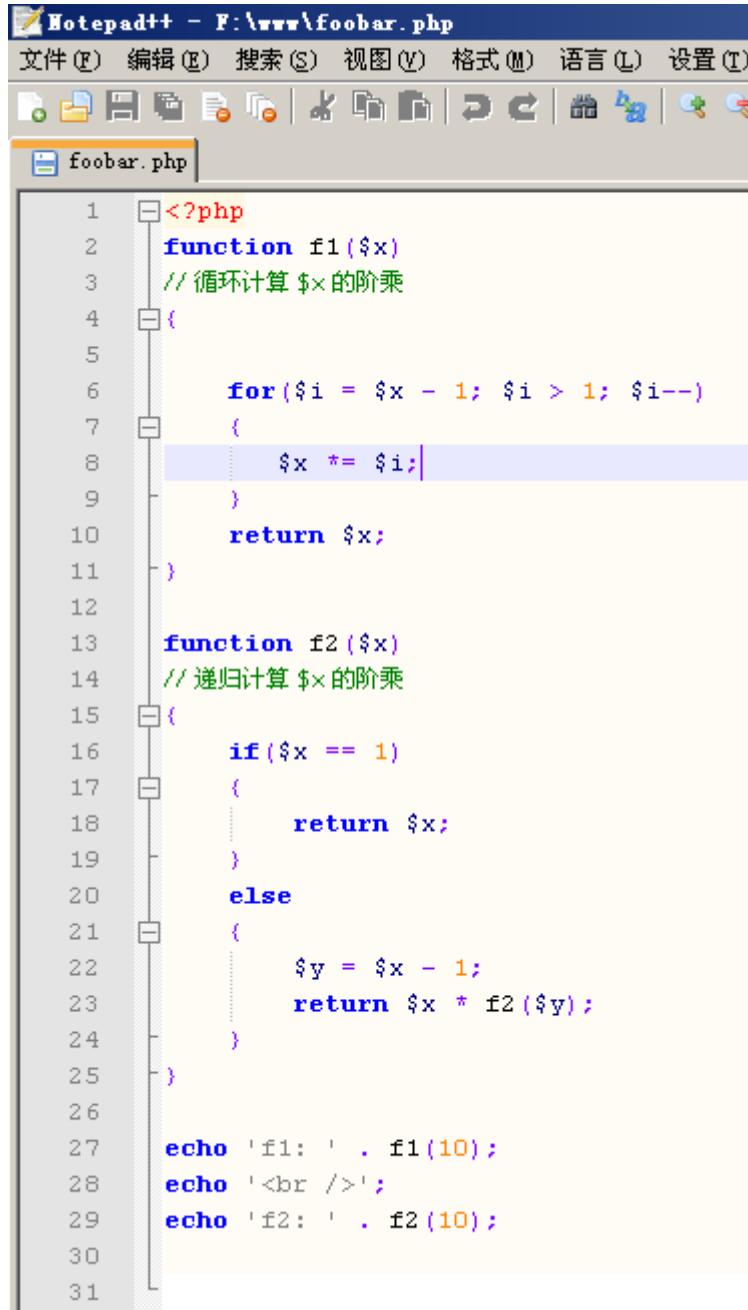 Notepad++ - F:\www\foobar.php
文件(F) 编辑(E) 搜索(S) 视图(V) 格式(M) 语言(L) 设置(T)
foobar.php
1 <?php
2 function f1($x)
3 // 循环计算 $x 的阶乘
4 {
5
6 for($i = $x - 1; $i > 1; $i--)
7 {
8 $x *= $i;
9 }
10 return $x;
11 }
12
13 function f2($x)
14 // 递归计算 $x 的阶乘
15 {
16 if($x == 1)
17 {
18 return $x;
19 }
20 else
21 {
22 $y = $x - 1;
23 return $x * f2($y);
24 }
25 }
26
27 echo 'f1: ' . f1(10);
28 echo '<br />';
29 echo 'f2: ' . f2(10);
30
31